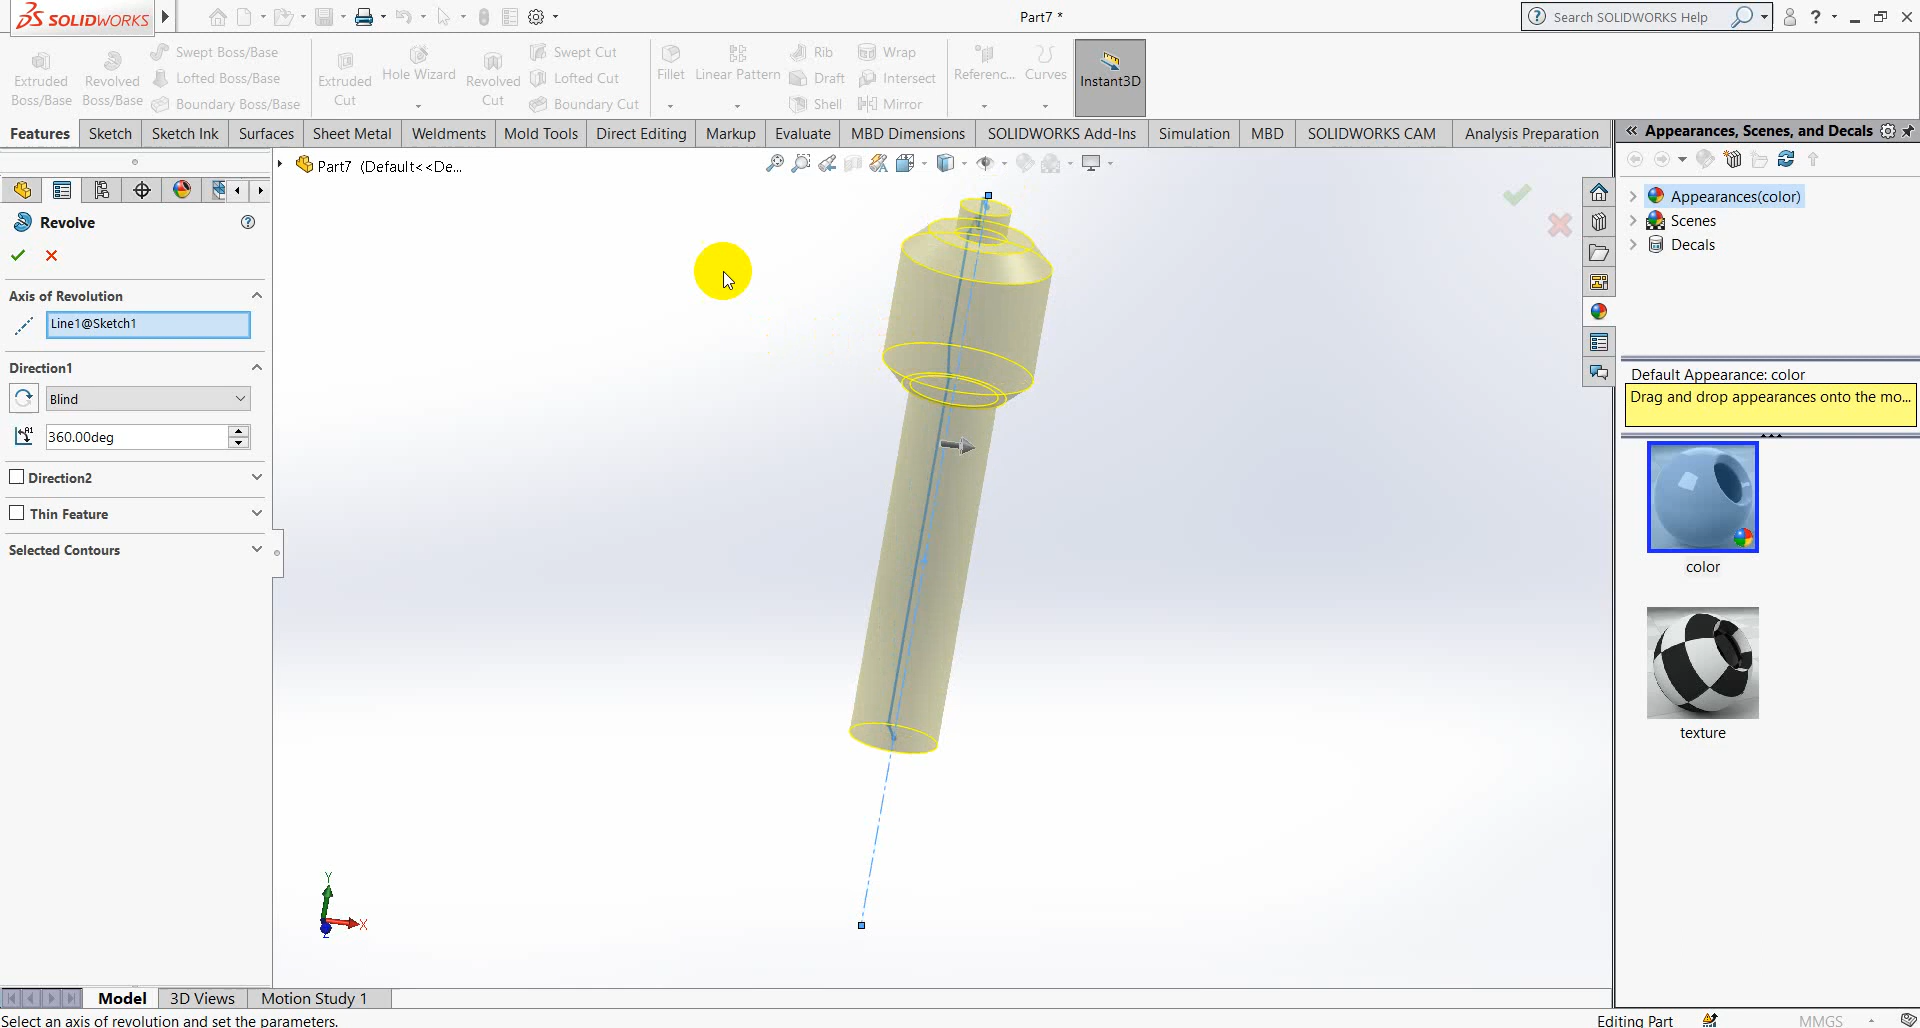 SOLIDWORKS
Part7 *
Search SOLIDWORKS Help
Extruded Boss/Base
Revolved Boss/Base
Swept Boss/Base
Lofted Boss/Base
Boundary Boss/Base
Extruded Cut
Hole Wizard
Revolved Cut
Swept Cut
Lofted Cut
Boundary Cut
Fillet
Linear Pattern
Rib
Draft
Shell
Wrap
Intersect
Mirror
Referenc...
Curves
Instant3D
Features
Sketch
Sketch Ink
Surfaces
Sheet Metal
Weldments
Mold Tools
Direct Editing
Markup
Evaluate
MBD Dimensions
SOLIDWORKS Add-Ins
Simulation
MBD
SOLIDWORKS CAM
Analysis Preparation
Appearances, Scenes, and Decals
Part7 (Default<<De...
Revolve
Axis of Revolution
Line1@Sketch1
Direction1
Blind
360.00deg
Direction2
Thin Feature
Selected Contours
Appearances(color)
Scenes
Decals
Default Appearance: color
Drag and drop appearances onto the mo...
color
texture
Y
X
Z
Model
3D Views
Motion Study 1
Select an axis of revolution and set the parameters.
Editing Part
MMGS